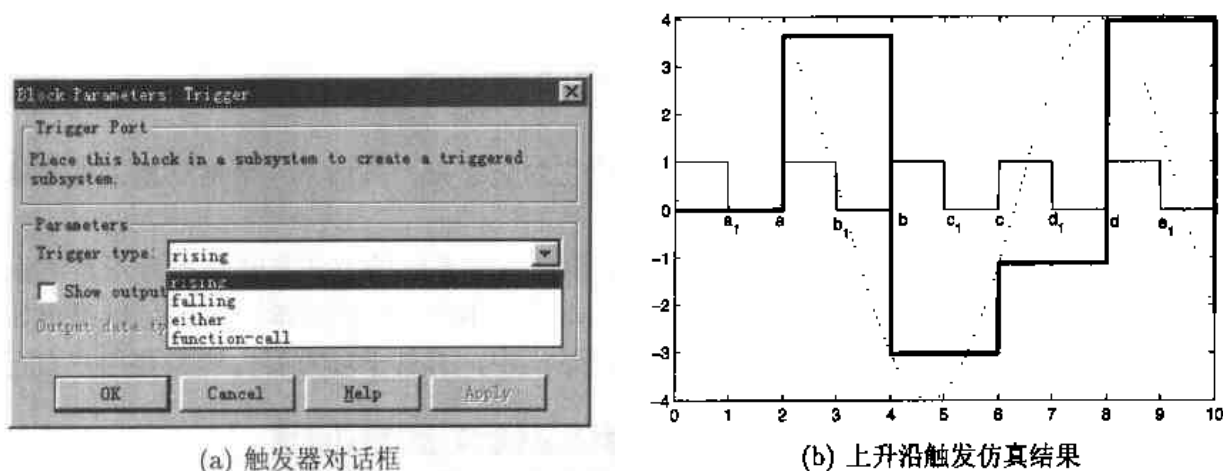 Block Parameters: Trigger
Trigger Port
Place this block in a subsystem to create a triggered
subsystem.
Parameters
Trigger type: rising
rising
falling
either
function-call
Show output
Output data ty
OK
Cancel
Help
Apply
(a) 触发器对话框
4
3
2
1
0
-1
-2
-3
-4
a₁
a
b₁
b
c₁
c
d₁
d
e₁
0 1 2 3 4 5 6 7 8 9 10
(b) 上升沿触发仿真结果